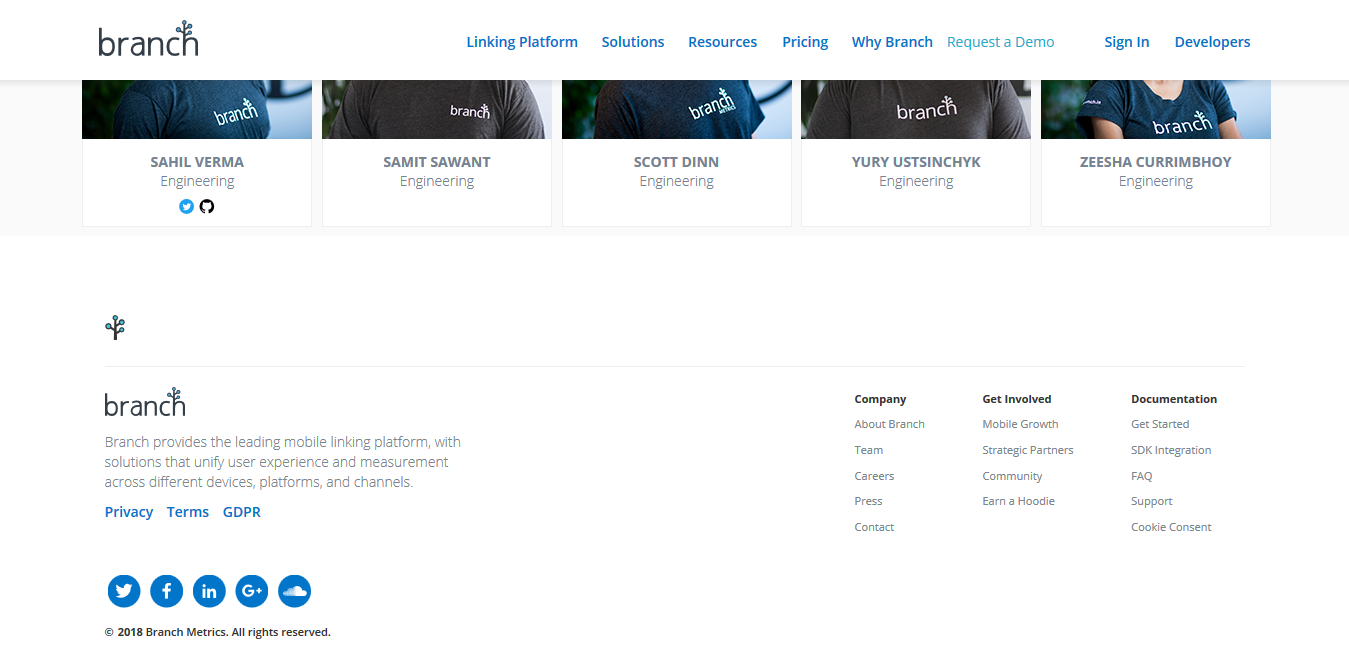 branch
Linking Platform Solutions Resources Pricing Why Branch Request a Demo Sign In Developers
branch branch branch METRICS branch branch.io branch
SAHIL VERMA SAMIT SAWANT SCOTT DINN YURY USTSINCHYK ZEESHA CURRIMBHOY
Engineering Engineering Engineering Engineering Engineering
branch
Branch provides the leading mobile linking platform, with
solutions that unify user experience and measurement
across different devices, platforms, and channels.
Privacy Terms GDPR
Company
About Branch
Team
Careers
Press
Contact
Get Involved
Mobile Growth
Strategic Partners
Community
Earn a Hoodie
Documentation
Get Started
SDK Integration
FAQ
Support
Cookie Consent
f in G+
© 2018 Branch Metrics. All rights reserved.